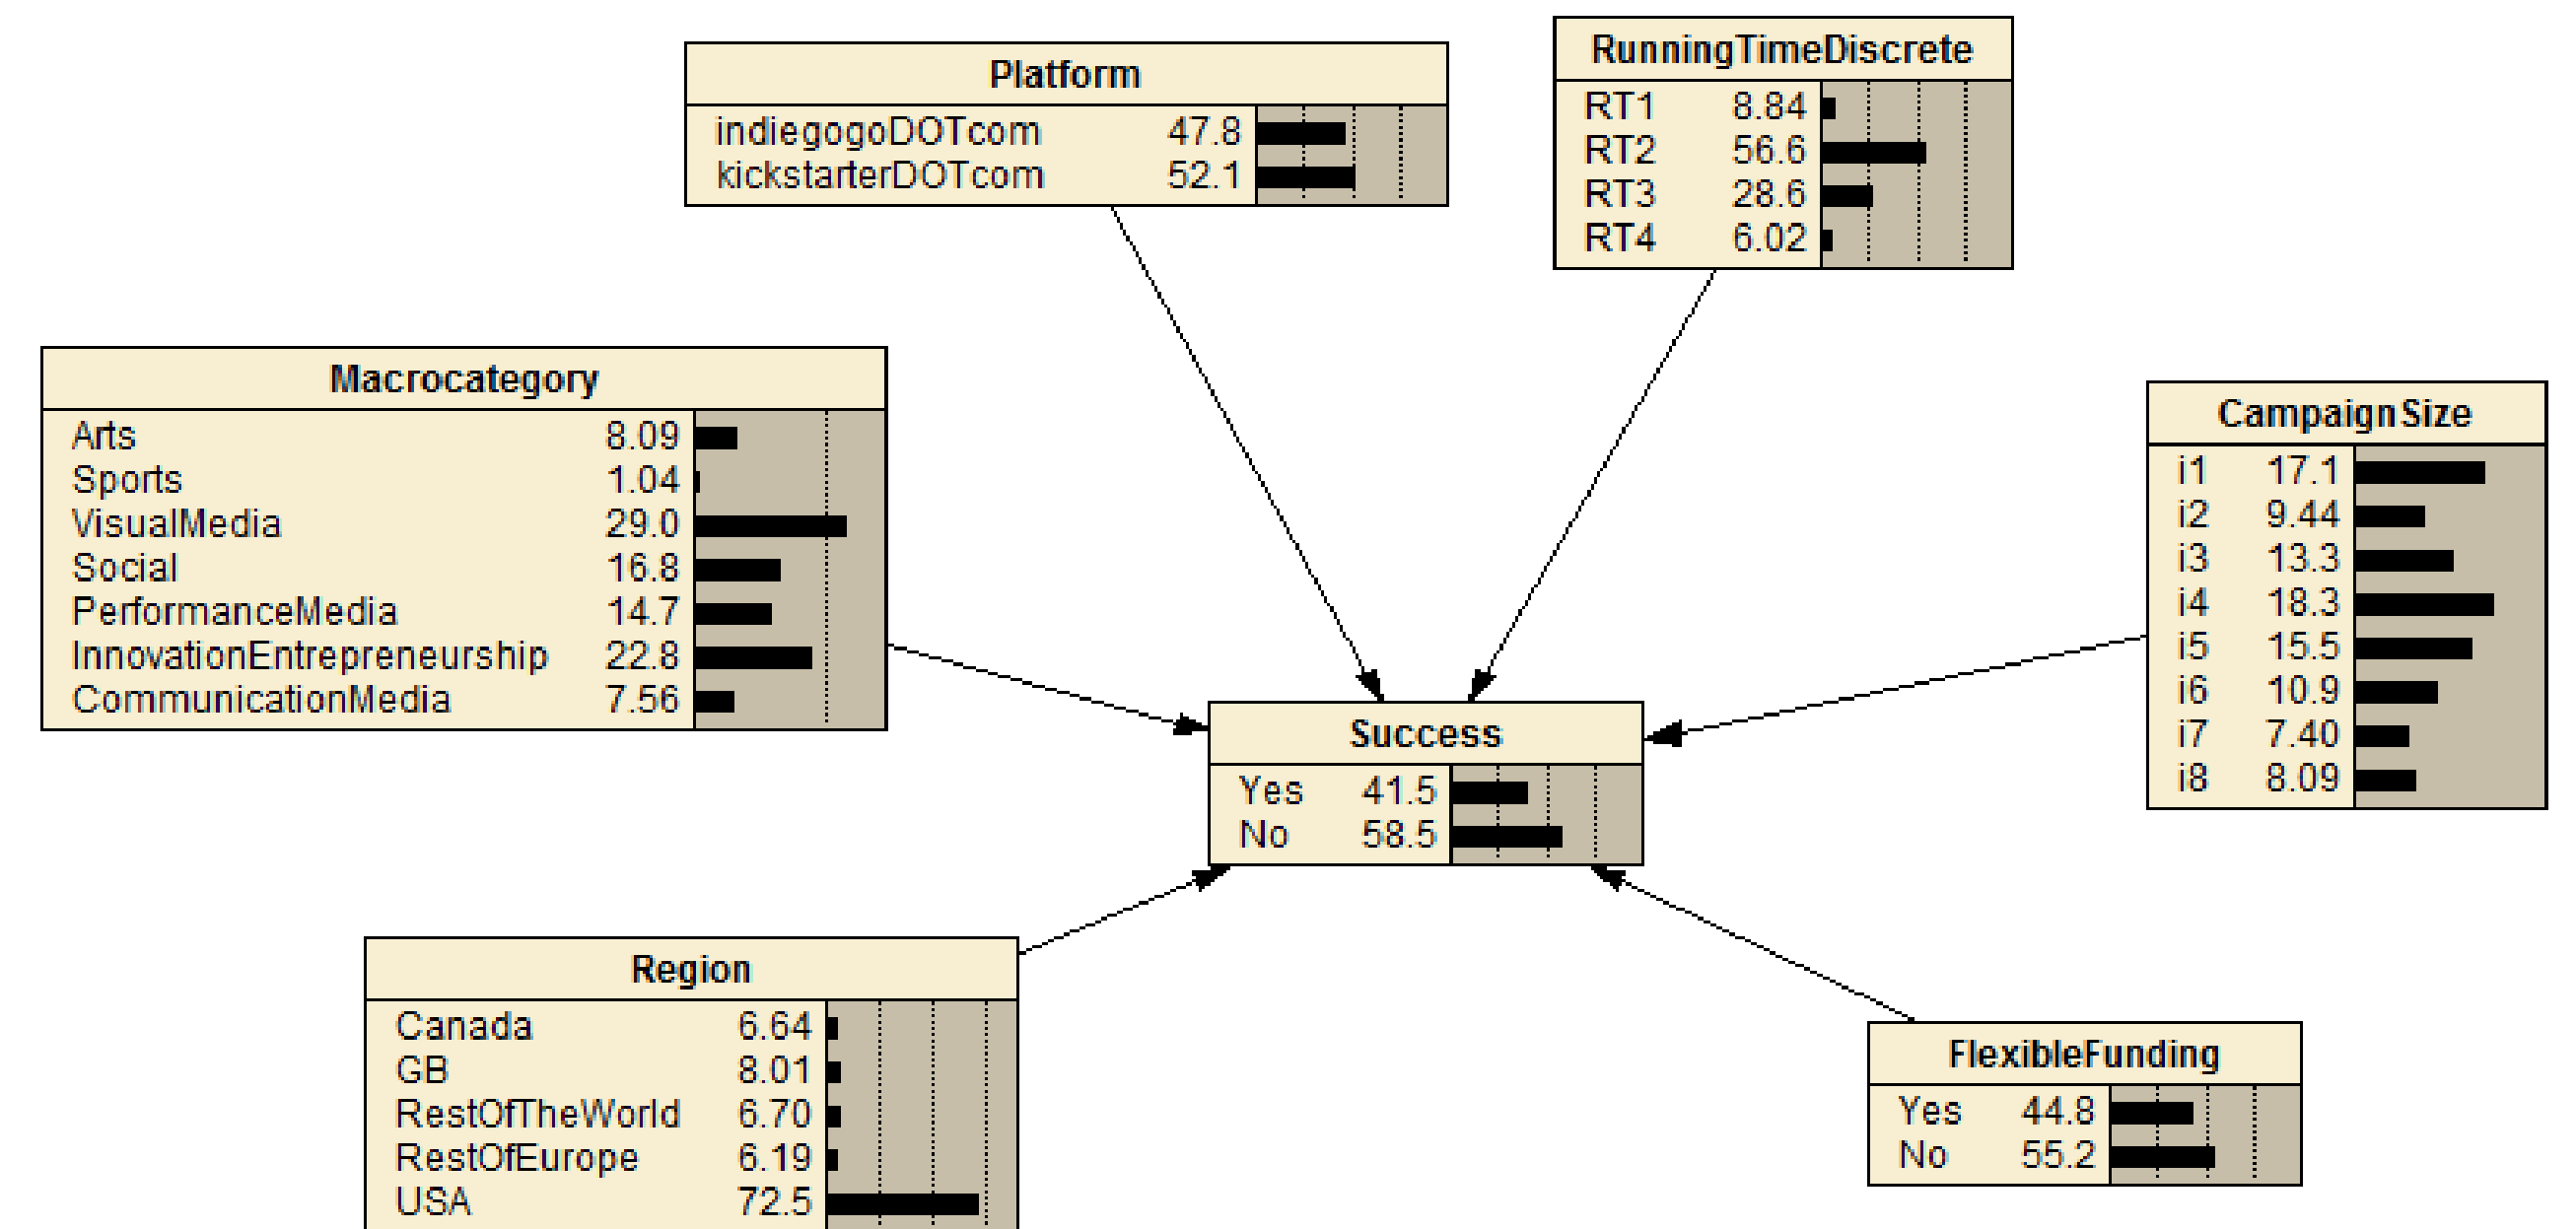 Platform
indiegogoDOTcom 47.8
kickstarterDOTcom 52.1
RunningTimeDiscrete
RT1 8.84
RT2 56.6
RT3 28.6
RT4 6.02
Macrocategory
Arts 8.09
Sports 1.04
VisualMedia 29.0
Social 16.8
PerformanceMedia 14.7
InnovationEntrepreneurship 22.8
CommunicationMedia 7.56
CampaignSize
i1 17.1
i2 9.44
i3 13.3
i4 18.3
i5 15.5
i6 10.9
i7 7.40
i8 8.09
Success
Yes 41.5
No 58.5
Region
Canada 6.64
GB 8.01
RestOfTheWorld 6.70
RestOfEurope 6.19
USA 72.5
FlexibleFunding
Yes 44.8
No 55.2